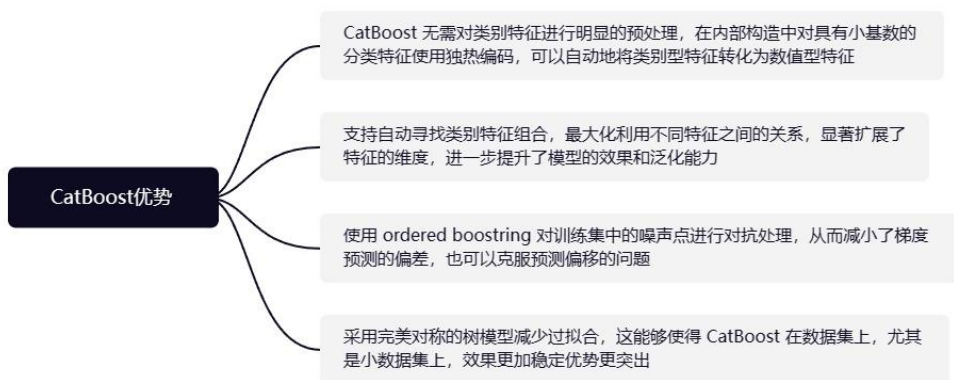 CatBoost 无需对类别特征进行明显的预处理，在内部构造中对具有小基数的
分类特征使用独热编码，可以自动地将类别型特征转化为数值型特征
支持自动寻找类别特征组合，最大化利用不同特征之间的关系，显著扩展了
特征的维度，进一步提升了模型的效果和泛化能力
CatBoost优势
使用 ordered boostring 对训练集中的噪声点进行对抗处理，从而减小了梯度
预测的偏差，也可以克服预测偏移的问题
采用完美对称的树模型减少过拟合，这能够使得 CatBoost 在数据集上，尤其
是小数据集上，效果更加稳定优势更突出